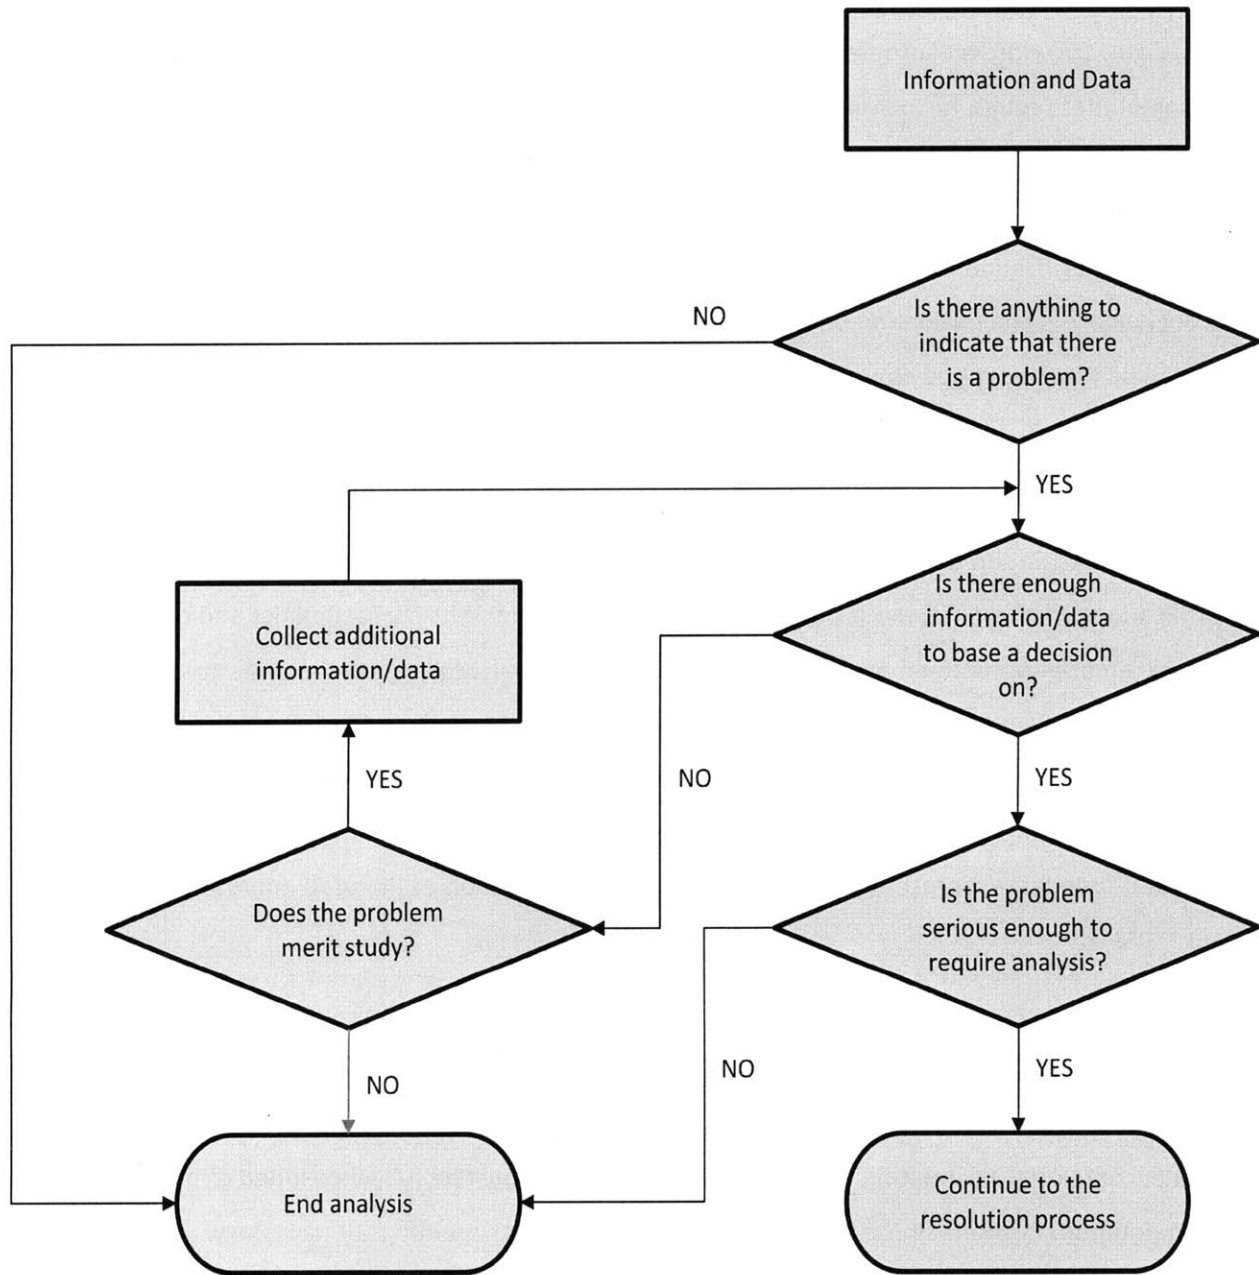 Information and Data
Is there anything to
indicate that there
is a problem?
NO
YES
Is there enough
information/data
to base a decision
on?
Collect additional
information/data
NO
YES
YES
Does the problem
merit study?
Is the problem
serious enough to
require analysis?
NO
NO
YES
End analysis
Continue to the
resolution process